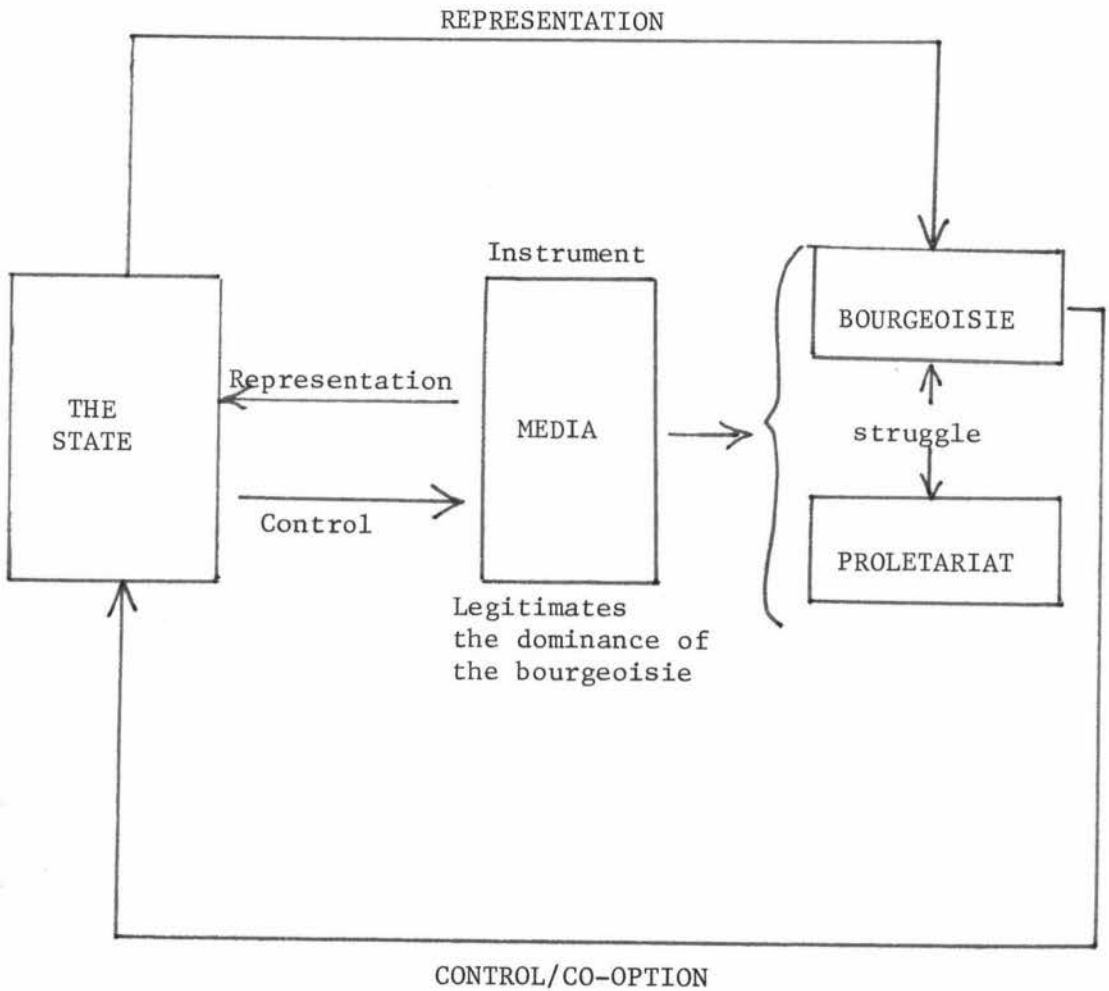 REPRESENTATION
Instrument
BOURGEOISIE
Representation
THE
STATE
MEDIA
struggle
Control
PROLETARIAT
Legitimates
the dominance of
the bourgeoisie
CONTROL/CO-OPTION